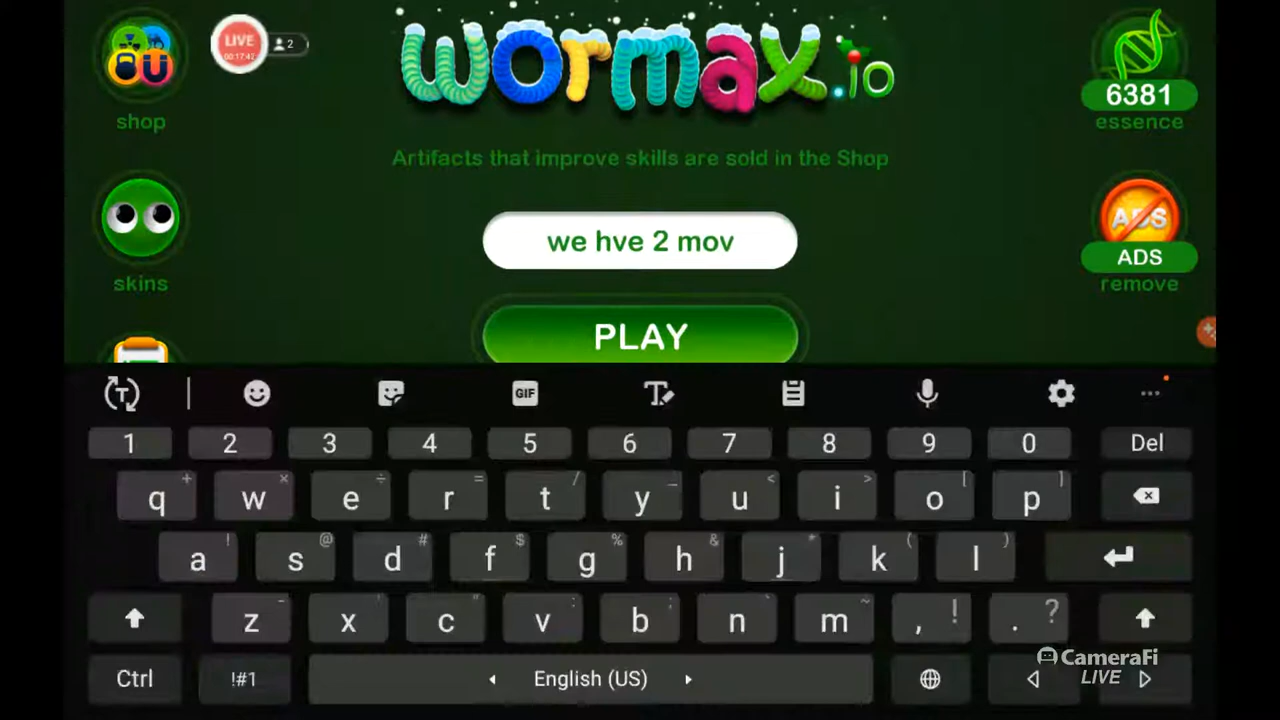 LIVE
00:17:42
2
wormax.io
6381
shop
essence
Artifacts that improve skills are sold in the Shop
ADS
we hve 2 mov
ADS
skins
remove
PLAY
T GIF T
1 2 3 4 5 6 7 8 9 0 Del
q + w × e ÷ r = t / y _ u < i > o [ p ]
a ! s @ d # f $ g % h & j * k ( l )
z - x ' c " v : b ; n ` m ~ , ! . ?
CameraFi
LIVE
Ctrl !#1 English (US)